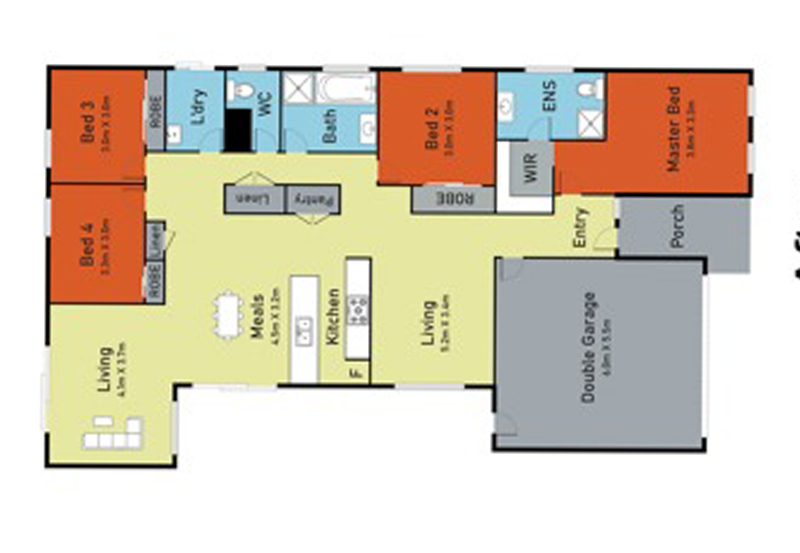 Bed 3
3.0m X 3.0m
ROBE
L'dry
WC
Bath
Bed 2
3.0m X 3.0m
ENS
Master Bed
3.8m X 3.3m
WIR
Linen
Pantry
ROBE
Bed 4
3.3m X 3.0m
Linen
ROBE
Entry
Porch
Living
4.1m X 3.7m
Meals
4.5m X 3.2m
Kitchen
F
Living
5.2m X 3.6m
Double Garage
6.0m X 5.5m